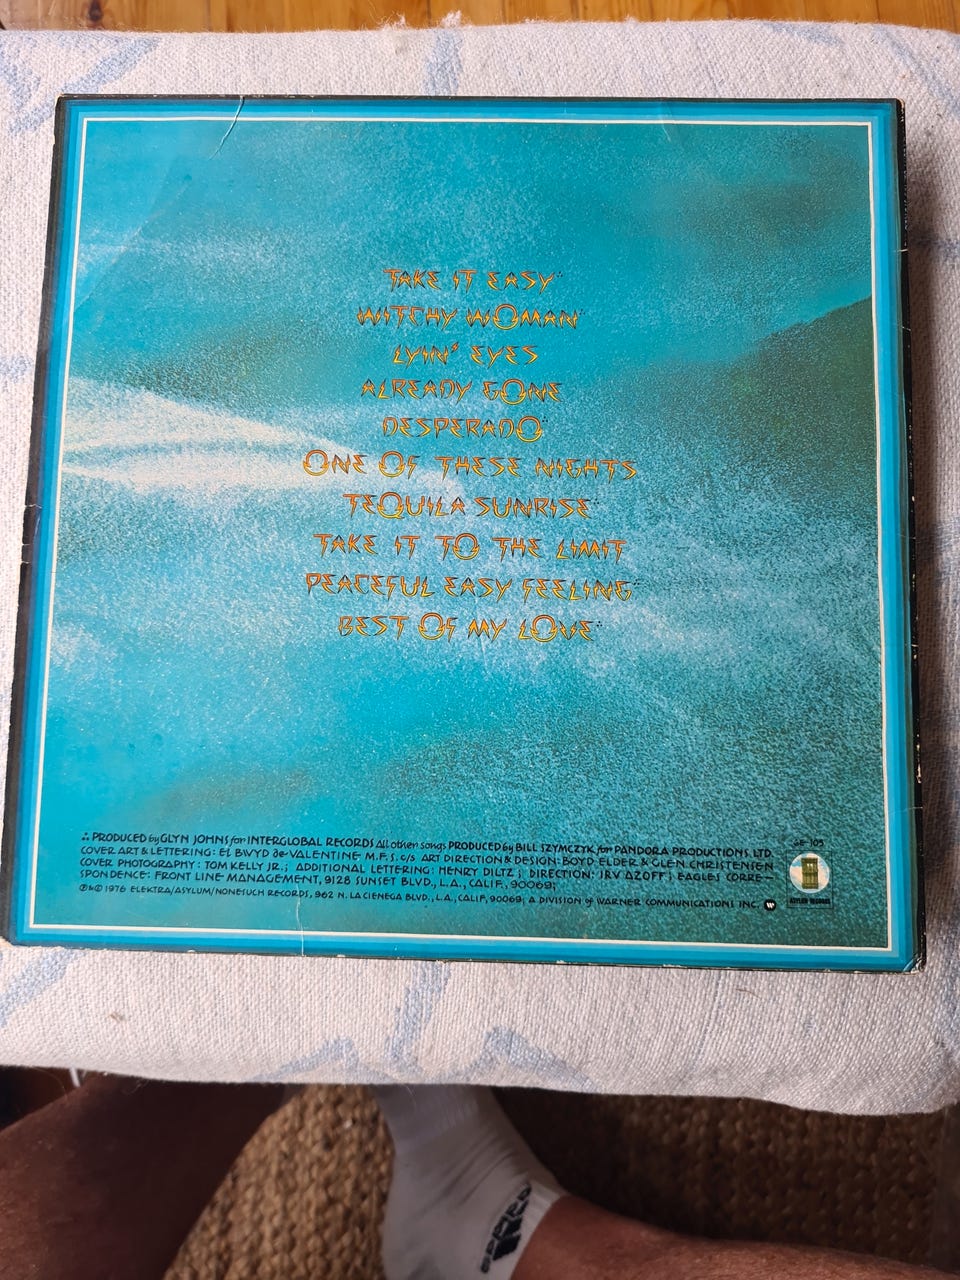 TAKE IT EASY∴
WITCHY WOMAN∴
LYIN' EYES
ALREADY GONE
DESPERADO∴
ONE OF THESE NIGHTS
TEQUILA SUNRISE∴
TAKE IT TO THE LIMIT
PEACEFUL EASY FEELING∴
BEST OF MY LOVE∴
∴ PRODUCED by GLYN JOHNS for INTERGLOBAL RECORDS All other songs PRODUCED by BILL SZYMCZYK for PANDORA PRODUCTIONS. LTD.
COVER ART & LETTERING: EL BWYD de VALENTINE M.F.S. c/s ART DIRECTION & DESIGN: BOYD ELDER & GLEN CHRISTENSEN
COVER PHOTOGRAPHY: TOM KELLY JR.; ADDITIONAL LETTERING: HENRY DILTZ; DIRECTION: IRV AZOFF; EAGLES CORRE—
SPONDENCE: FRONT LINE MANAGEMENT, 9128 SUNSET BLVD., L.A., CALIF., 90069;
℗&© 1976 ELEKTRA/ASYLUM/NONESUCH RECORDS, 962 N. LA CIENEGA BLVD., L.A., CALIF, 90069; A DIVISION of WARNER COMMUNICATIONS INC.
6E-105
ASYLUM RECORDS